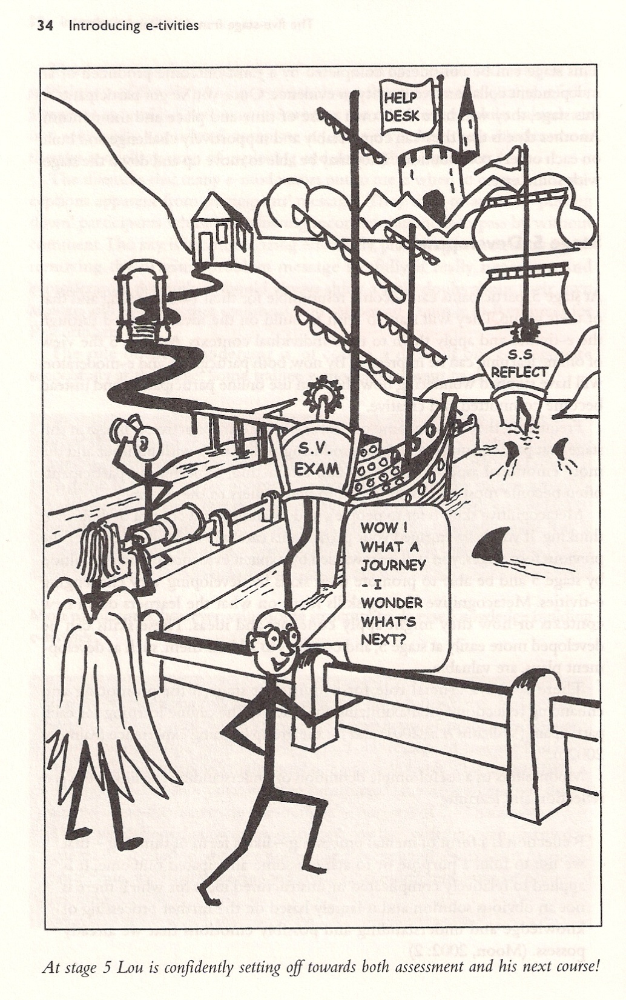 34 Introducing e-tivities
HELP
DESK
S.S
REFLECT
S.V.
EXAM
WOW !
WHAT A
JOURNEY
- I
WONDER
WHAT'S
NEXT?
At stage 5 Lou is confidently setting off towards both assessment and his next course!